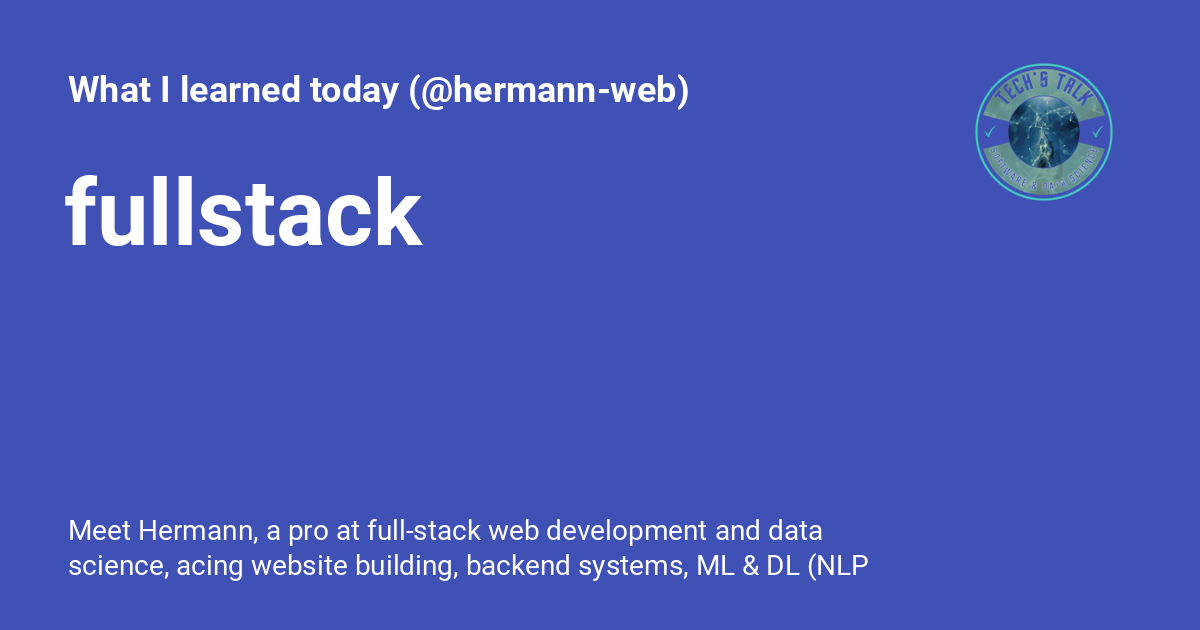 What I learned today (@hermann-web)
TECH'S TALK
fullstack
SOFTWARE & DATA SCIENCE
Meet Hermann, a pro at full-stack web development and data
science, acing website building, backend systems, ML & DL (NLP